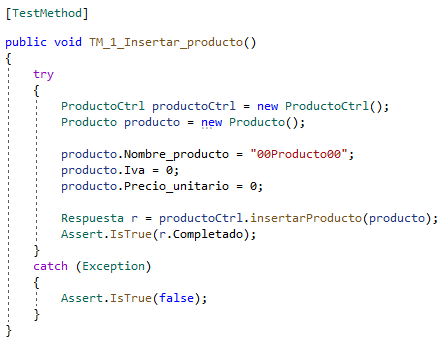 [TestMethod]
public void TM_1_Insertar_producto()
{
try
{
ProductoCtrl productoCtrl = new ProductoCtrl();
Producto producto = new Producto();
producto.Nombre_producto = "00Producto00";
producto.Iva = 0;
producto.Precio_unitario = 0;
Respuesta r = productoCtrl.insertarProducto(producto);
Assert.IsTrue(r.Completado);
}
catch (Exception)
{
Assert.IsTrue(false);
}
}